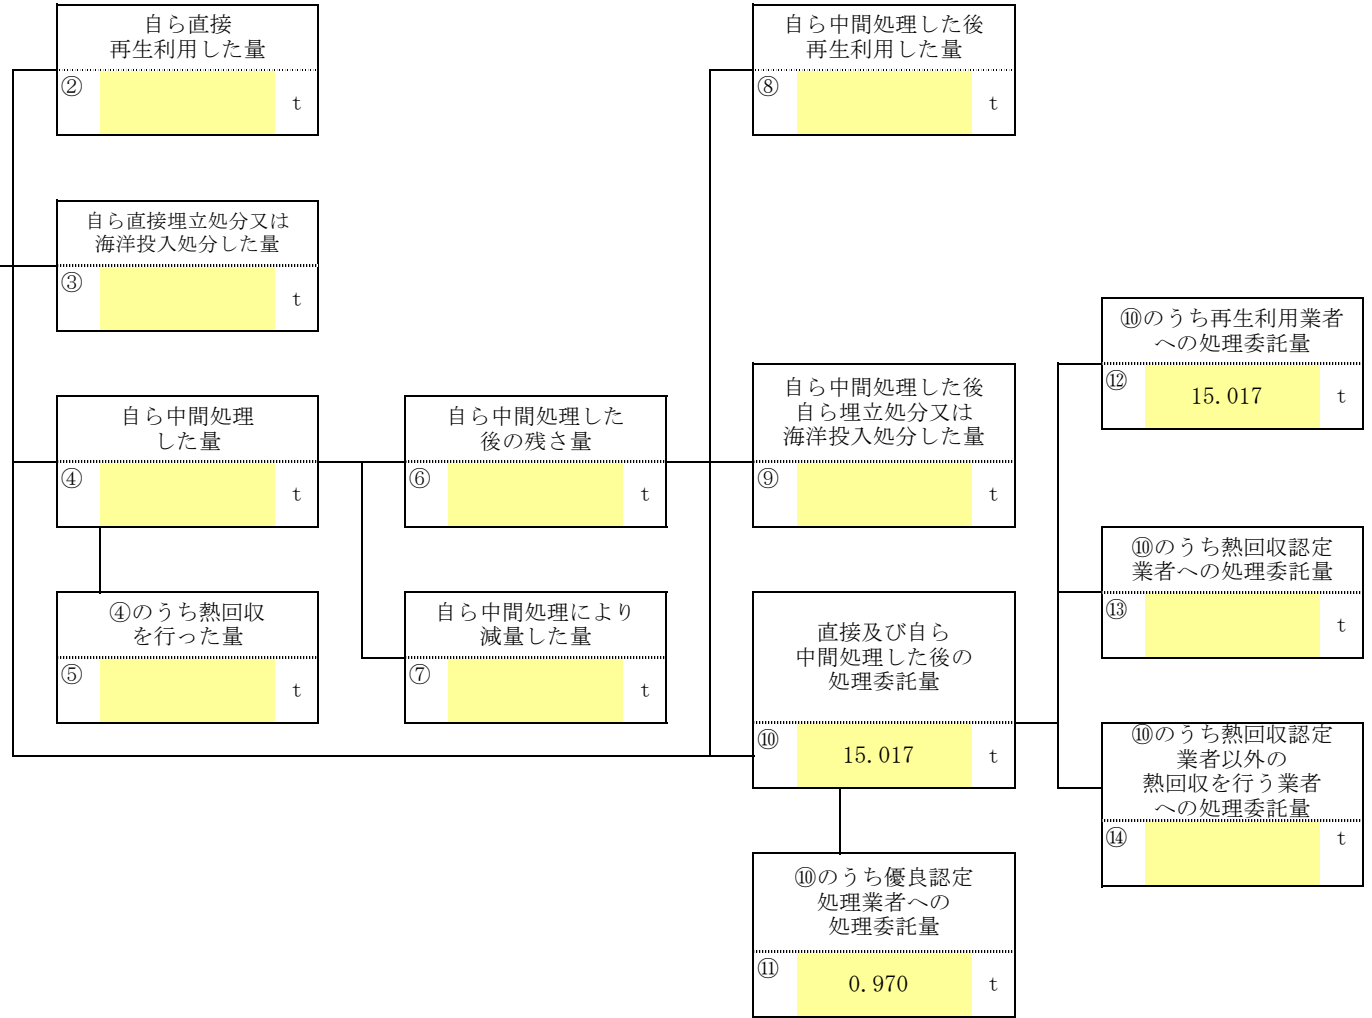 自ら直接
再生利用した量
②
t
自ら直接埋立処分又は
海洋投入処分した量
③
t
自ら中間処理
した量
④
t
④のうち熱回収
を行った量
⑤
t
自ら中間処理した
後の残さ量
⑥
t
自ら中間処理により
減量した量
⑦
t
自ら中間処理した後
再生利用した量
⑧
t
自ら中間処理した後
自ら埋立処分又は
海洋投入処分した量
⑨
t
直接及び自ら
中間処理した後の
処理委託量
⑩ 15.017 t
⑩のうち優良認定
処理業者への
処理委託量
⑪ 0.970 t
⑩のうち再生利用業者
への処理委託量
⑫ 15.017 t
⑩のうち熱回収認定
業者への処理委託量
⑬
t
⑩のうち熱回収認定
業者以外の
熱回収を行う業者
への処理委託量
⑭
t